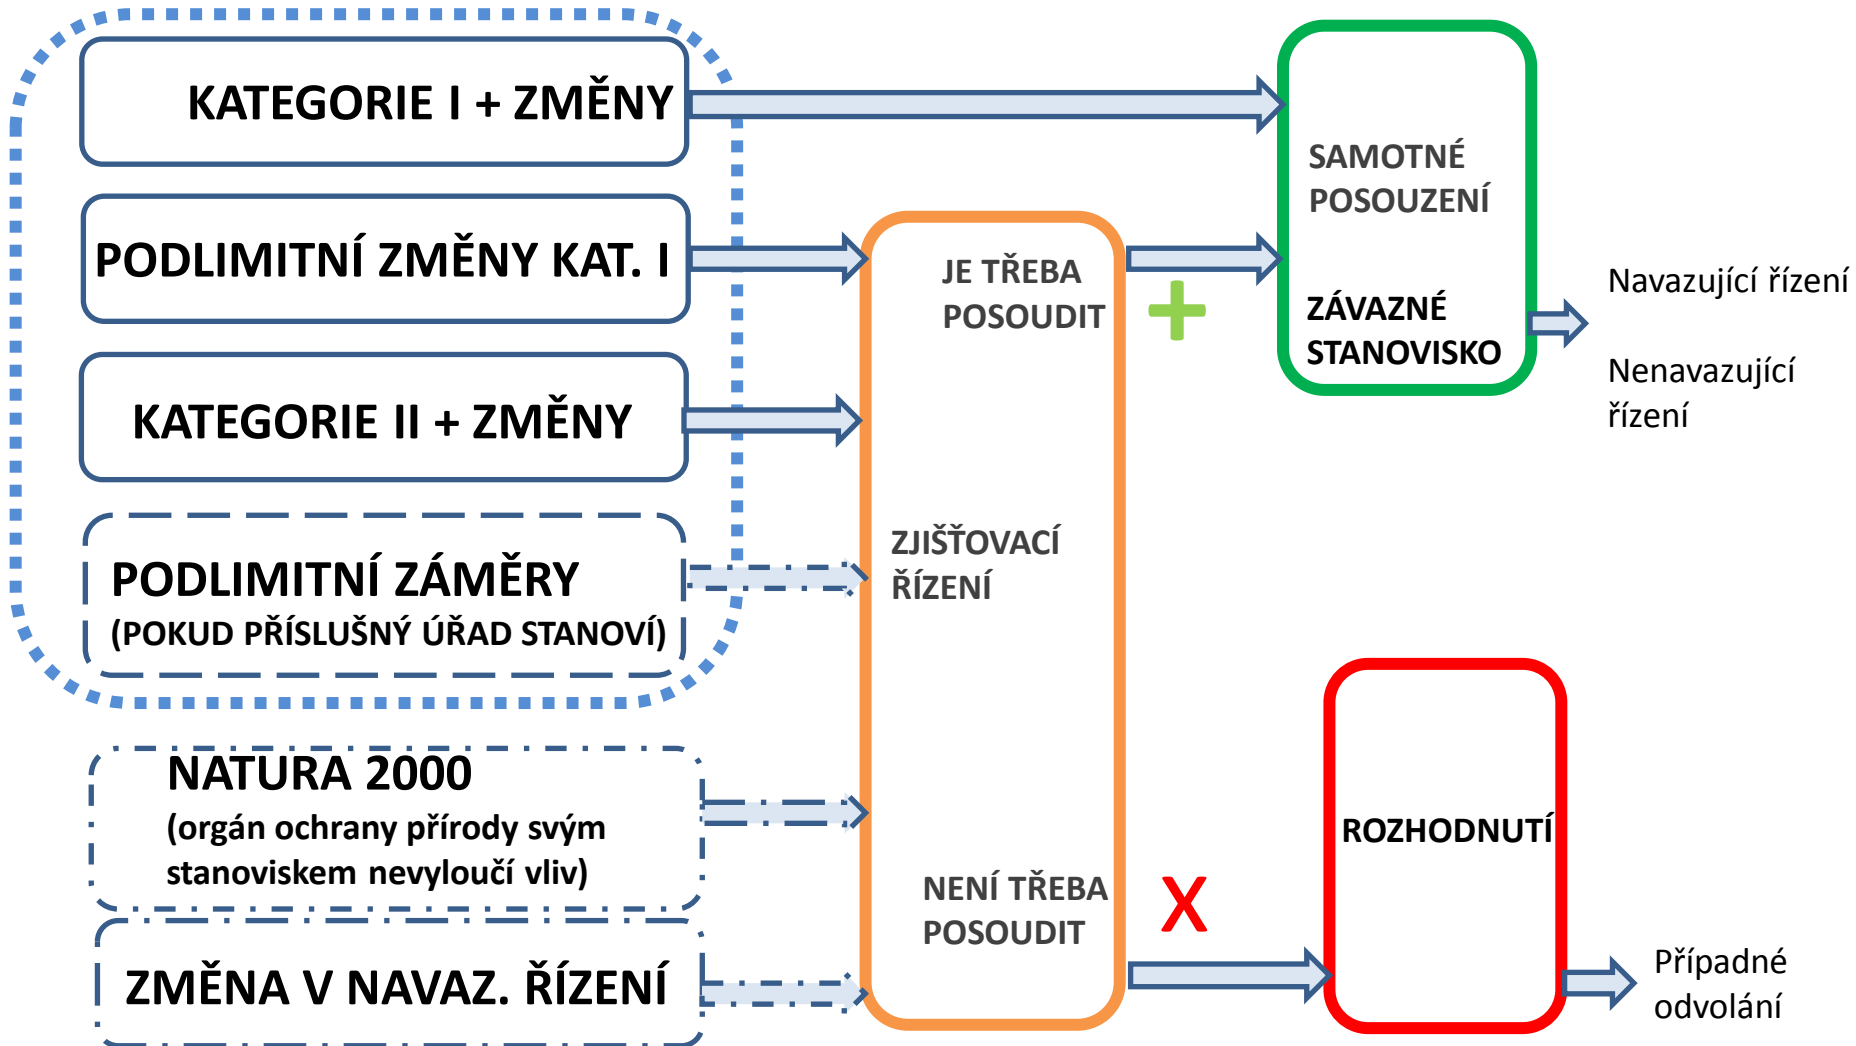 KATEGORIE I + ZMĚNY
PODLIMITNÍ ZMĚNY KAT. I
KATEGORIE II + ZMĚNY
PODLIMITNÍ ZÁMĚRY
(POKUD PŘÍSLUŠNÝ ÚŘAD STANOVÍ)
NATURA 2000
(orgán ochrany přírody svým
stanoviskem nevyloučí vliv)
ZMĚNA V NAVAZ. ŘÍZENÍ
JE TŘEBA
POSOUDIT
ZJIŠŤOVACÍ
ŘÍZENÍ
NENÍ TŘEBA
POSOUDIT
+
X
SAMOTNÉ
POSOUZENÍ
ZÁVAZNÉ
STANOVISKO
Navazující řízení
Nenavazující
řízení
ROZHODNUTÍ
Případné
odvolání